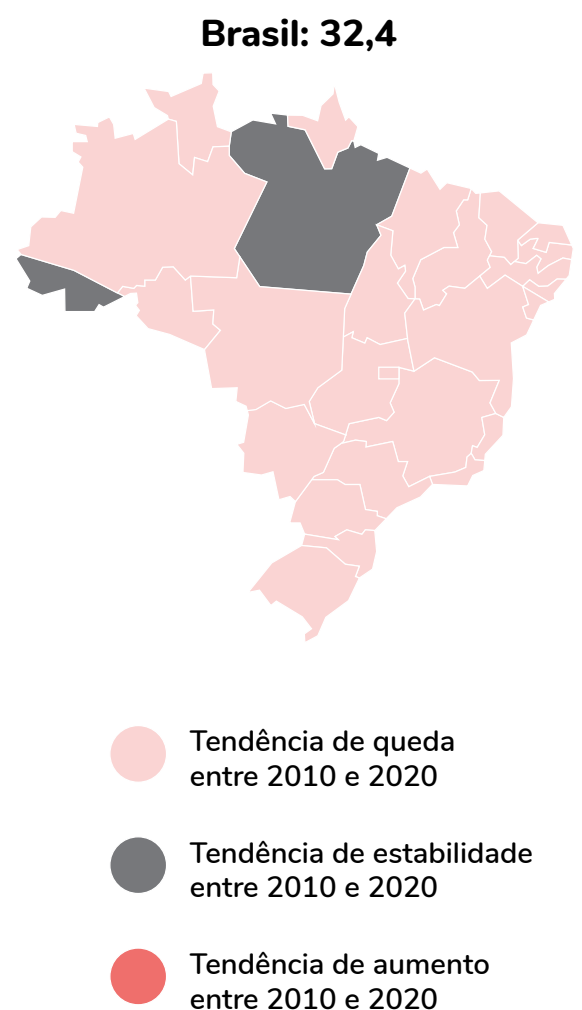 Brasil: 32,4
Tendência de queda
entre 2010 e 2020
Tendência de estabilidade
entre 2010 e 2020
Tendência de aumento
entre 2010 e 2020